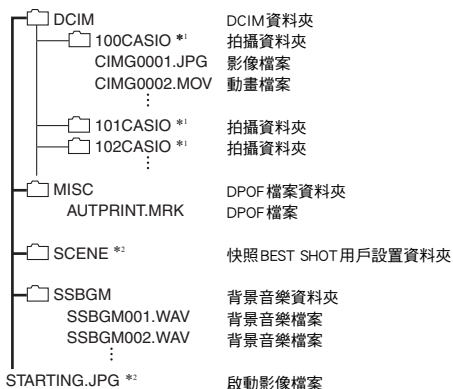 DCIM DCIM資料夾
100CASIO *1 拍攝資料夾
CIMG0001.JPG 影像檔案
CIMG0002.MOV 動畫檔案
⋮
101CASIO *1 拍攝資料夾
102CASIO *1 拍攝資料夾
⋮
MISC DPOF檔案資料夾
AUTPRINT.MRK DPOF檔案
SCENE *2 快照BEST SHOT用戶設置資料夾
SSBGM 背景音樂資料夾
SSBGM001.WAV 背景音樂檔案
SSBGM002.WAV 背景音樂檔案
⋮
STARTING.JPG *2 啟動影像檔案